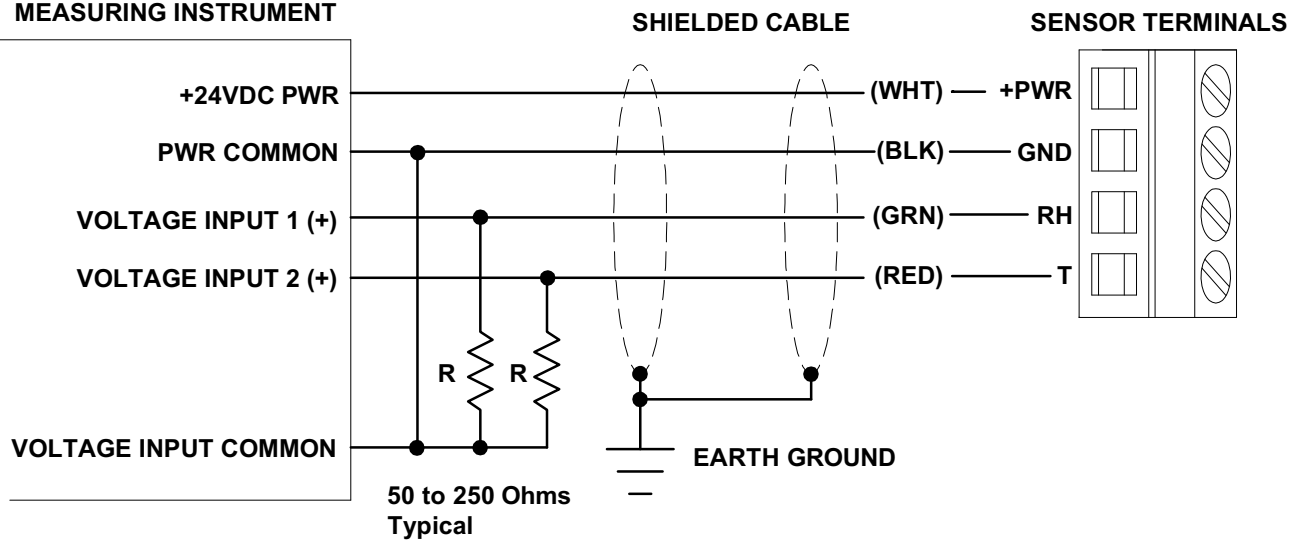 MEASURING INSTRUMENT
SHIELDED CABLE
SENSOR TERMINALS
+24VDC PWR
(WHT)
+PWR
PWR COMMON
(BLK)
GND
VOLTAGE INPUT 1 (+)
(GRN)
RH
VOLTAGE INPUT 2 (+)
(RED)
T
R
R
VOLTAGE INPUT COMMON
EARTH GROUND
50 to 250 Ohms
Typical